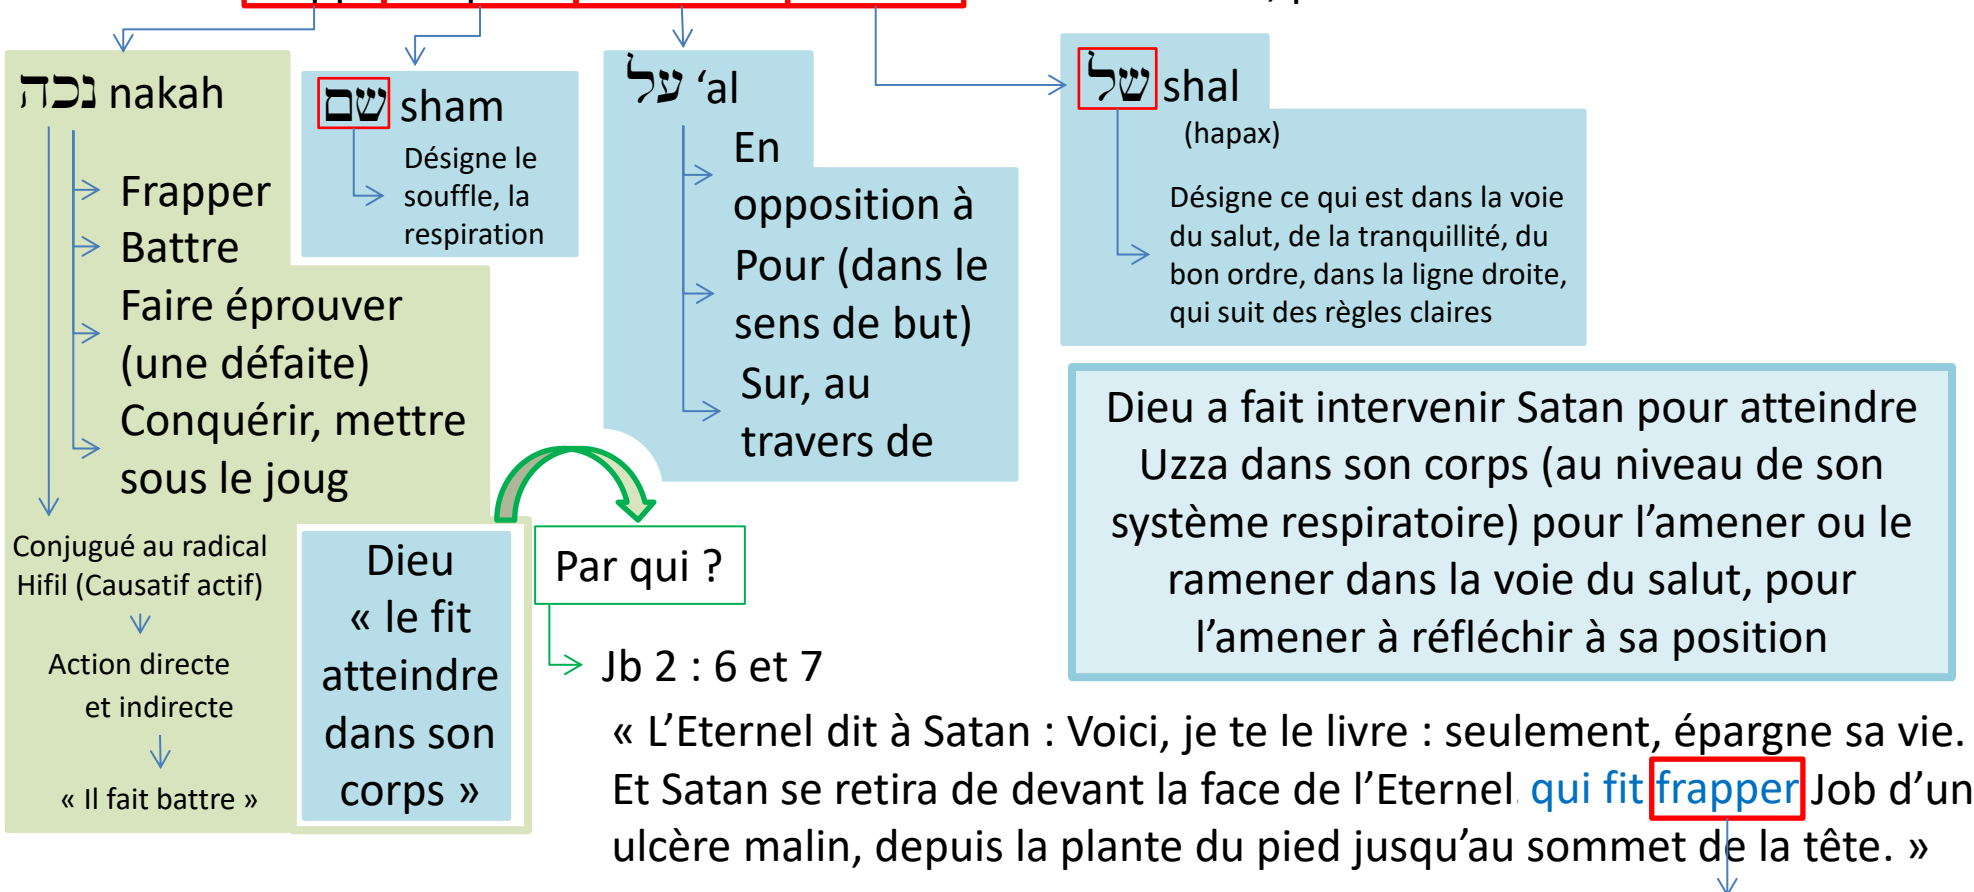 נכה nakah
Frapper
Battre
Faire éprouver
(une défaite)
Conquérir, mettre
sous le joug
Conjugué au radical
Hifil (Causatif actif)
Action directe
et indirecte
« Il fait battre »
שם sham
Désigne le
souffle, la
respiration
על ‘al
En
opposition à
Pour (dans le
sens de but)
Sur, au
travers de
של shal
(hapax)
Désigne ce qui est dans la voie
du salut, de la tranquillité, du
bon ordre, dans la ligne droite,
qui suit des règles claires
Dieu
« le fit
atteindre
dans son
corps »
Par qui ?
Dieu a fait intervenir Satan pour atteindre
Uzza dans son corps (au niveau de son
système respiratoire) pour l’amener ou le
ramener dans la voie du salut, pour
l’amener à réfléchir à sa position
Jb 2 : 6 et 7
« L’Eternel dit à Satan : Voici, je te le livre : seulement, épargne sa vie.
Et Satan se retira de devant la face de l’Eternel. qui fit frapper Job d’un
ulcère malin, depuis la plante du pied jusqu’au sommet de la tête. »